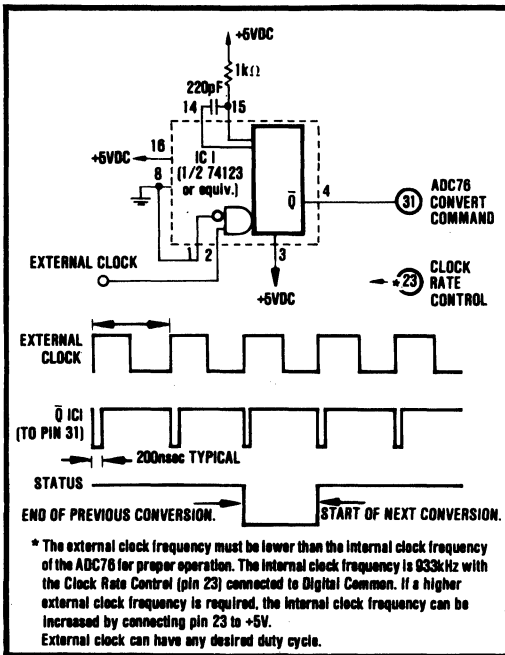 +5VDC
1kΩ
220pF
14 15
16
+5VDC
IC I
(1/2 74123
or equiv.)
8
Q̅
4
31
ADC76
CONVERT
COMMAND
1 2
3
EXTERNAL CLOCK
+5VDC
*23
CLOCK
RATE
CONTROL
EXTERNAL
CLOCK
Q̅ ICI
(TO PIN 31)
200nsec TYPICAL
STATUS
END OF PREVIOUS CONVERSION. START OF NEXT CONVERSION.
* The external clock frequency must be lower than the internal clock frequency
of the ADC76 for proper operation. The internal clock frequency is 933kHz with
the Clock Rate Control (pin 23) connected to Digital Common. If a higher
external clock frequency is required, the internal clock frequency can be
increased by connecting pin 23 to +5V.
External clock can have any desired duty cycle.